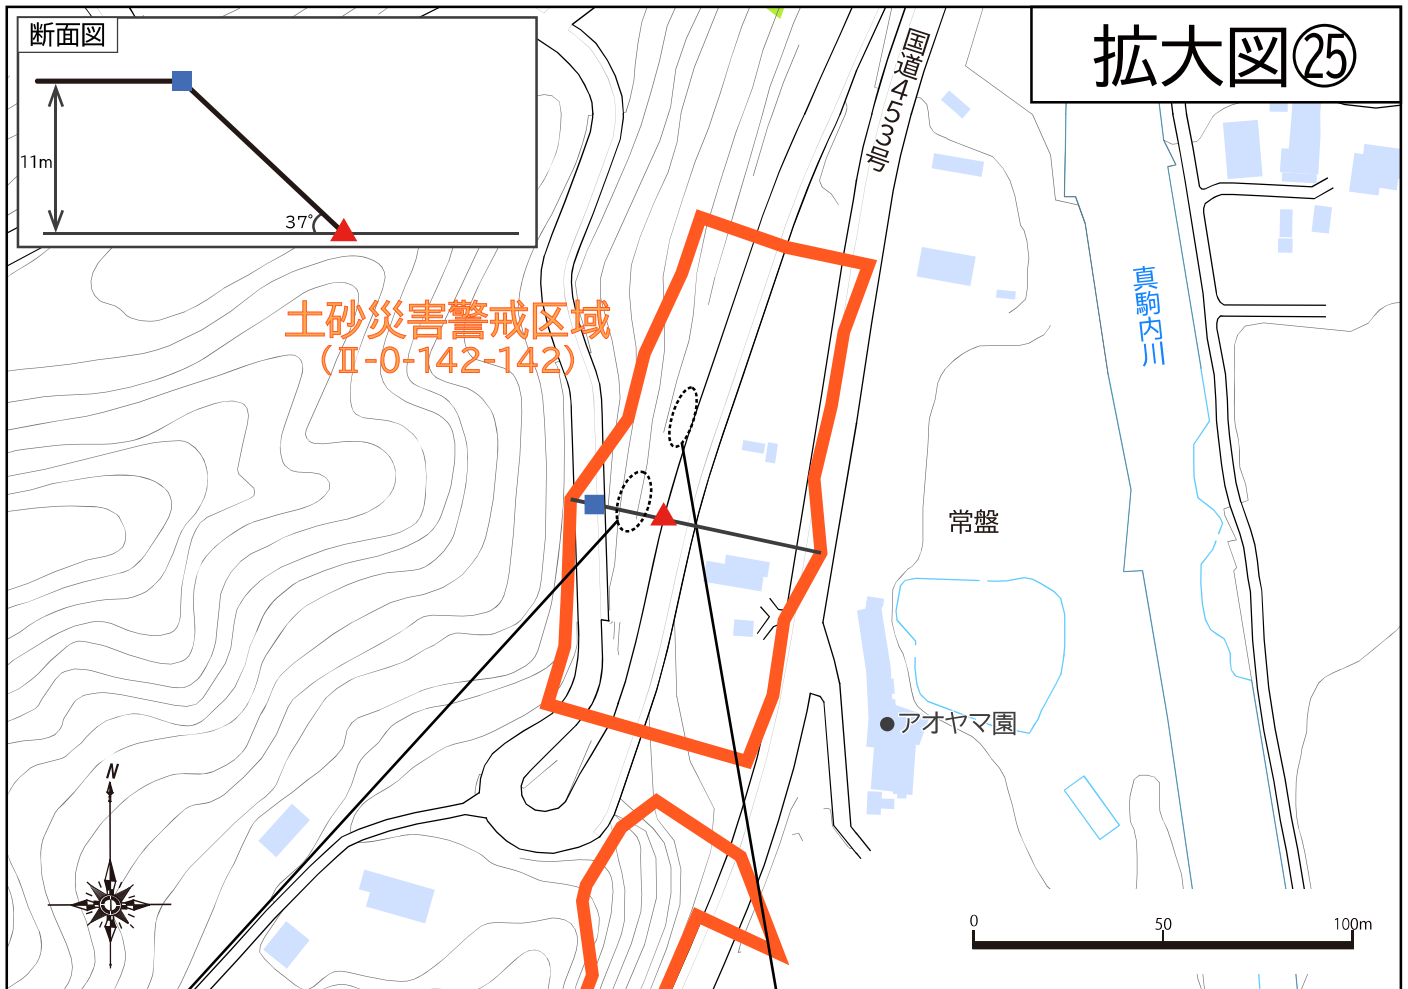 断面図
11m
37°
拡大図㉕
国道453号
土砂災害警戒区域
(Ⅱ-0-142-142)
真駒内川
常盤
アオヤマ園
N
0 50 100m